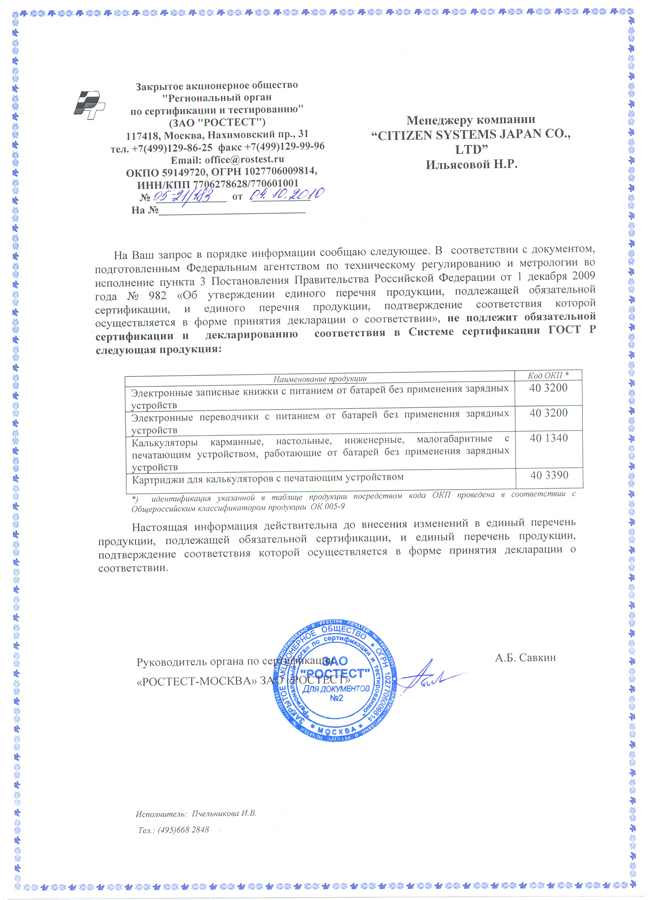 Закрытое акционерное общество
"Региональный орган
по сертификации и тестированию"
(ЗАО "РОСТЕСТ")
117418, Москва, Нахимовский пр., 31
тел. +7(499)129-86-25 факс +7(499)129-99-96
Email: office@rostest.ru
ОКПО 59149720, ОГРН 1027706009814,
ИНН/КПП 7706278628/770601001
№ 05-21/483 от 04.10.2010
На №
Менеджеру компании
“CITIZEN SYSTEMS JAPAN CO.,
LTD”
Ильясовой Н.Р.
На Ваш запрос в порядке информации сообщаю следующее. В соответствии с документом,
подготовленным Федеральным агентством по техническому регулированию и метрологии во
исполнение пункта 3 Постановления Правительства Российской Федерации от 1 декабря 2009
года № 982 «Об утверждении единого перечня продукции, подлежащей обязательной
сертификации, и единого перечня продукции, подтверждение соответствия которой
осуществляется в форме принятия декларации о соответствии», не подлежит обязательной
сертификации и декларированию соответствия в Системе сертификации ГОСТ Р
следующая продукция:
Наименование продукции Код ОКП *
Электронные записные книжки с питанием от батарей без применения зарядных 40 3200
устройств
Электронные переводчики с питанием от батарей без применения зарядных 40 3200
устройств
Калькуляторы карманные, настольные, инженерные, малогабаритные с 40 1340
печатающим устройством, работающие от батарей без применения зарядных
устройств
Картриджи для калькуляторов с печатающим устройством 40 3390
*) идентификация указанной в таблице продукции посредством кода ОКП проведена в соответствии с
Общероссийским классификатором продукции ОК 005-9
Настоящая информация действительна до внесения изменений в единый перечень
продукции, подлежащей обязательной сертификации, и единый перечень продукции,
подтверждение соответствия которой осуществляется в форме принятия декларации о
соответствии.
Руководитель органа по сертификации А.Б. Савкин
«РОСТЕСТ-МОСКВА» ЗАО «РОСТЕСТ»
ЗАКРЫТОЕ АКЦИОНЕРНОЕ ОБЩЕСТВО * ОГРН 1027706009814
Региональный орган по сертификации и тестированию
ЗАО
"РОСТЕСТ"
Для документов
№2
* МОСКВА *
Исполнитель: Пчельникова И.В.
Тел.: (495)668 2848